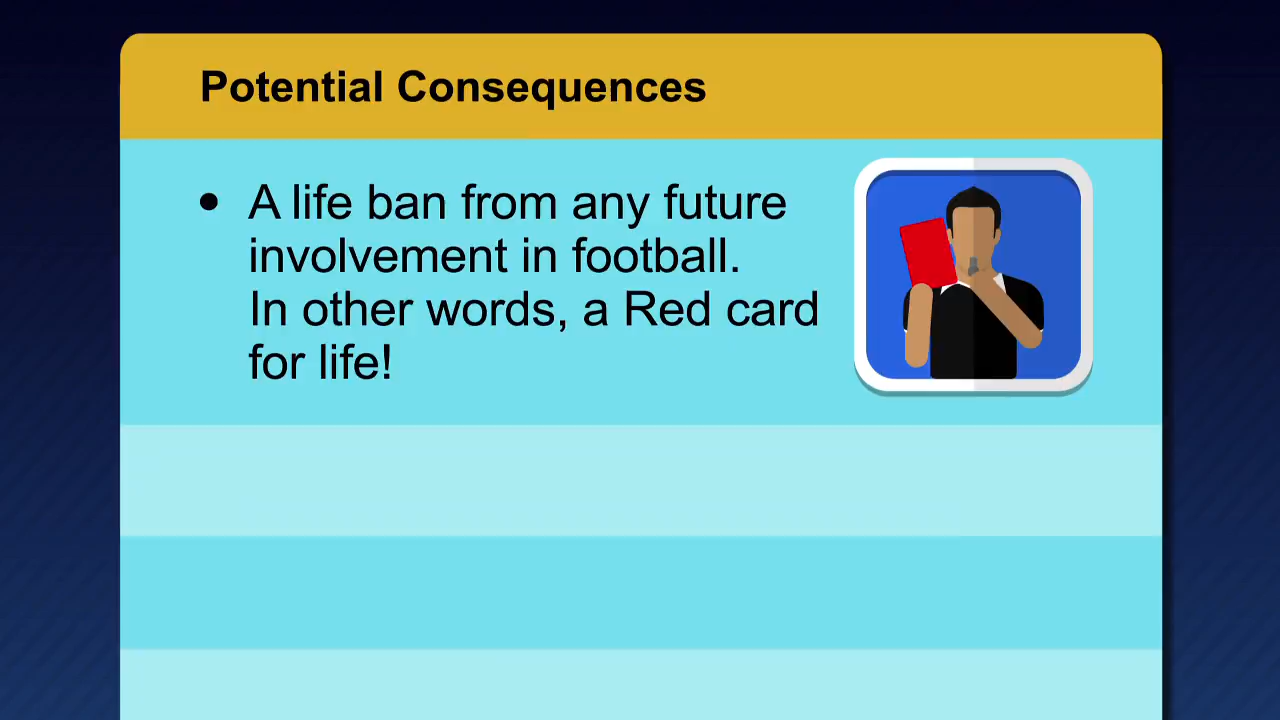 Potential Consequences
• A life ban from any future
involvement in football.
In other words, a Red card
for life!